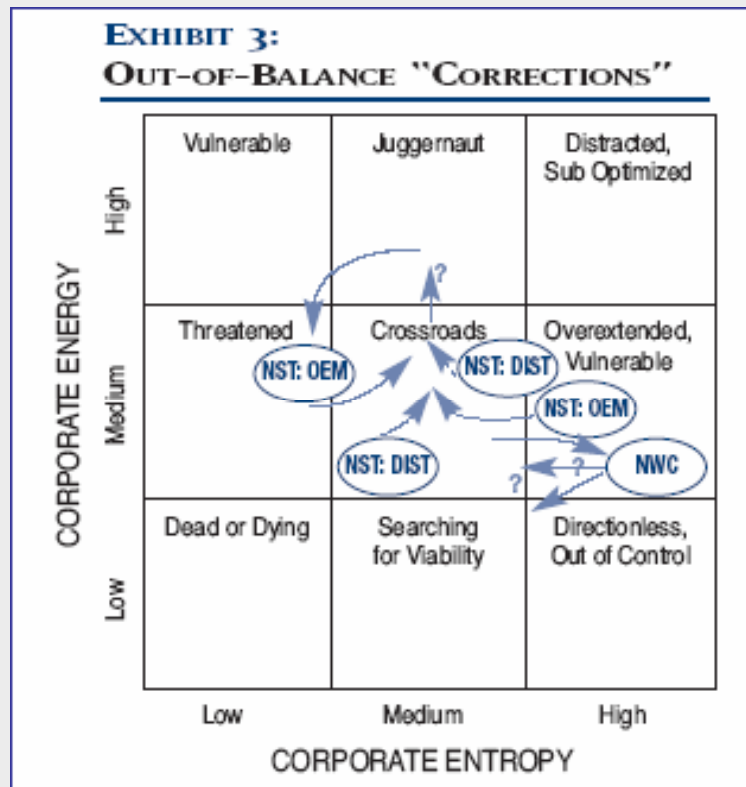 EXHIBIT 3:
OUT-OF-BALANCE "CORRECTIONS"
CORPORATE ENERGY
High
Vulnerable
Juggernaut
Distracted,
Sub Optimized
?
Medium
Threatened
Crossroads
Overextended,
Vulnerable
NST: OEM
NST: DIST
NST: OEM
NST: DIST
NWC
?
?
Low
Dead or Dying
Searching
for Viability
Directionless,
Out of Control
Low
Medium
High
CORPORATE ENTROPY